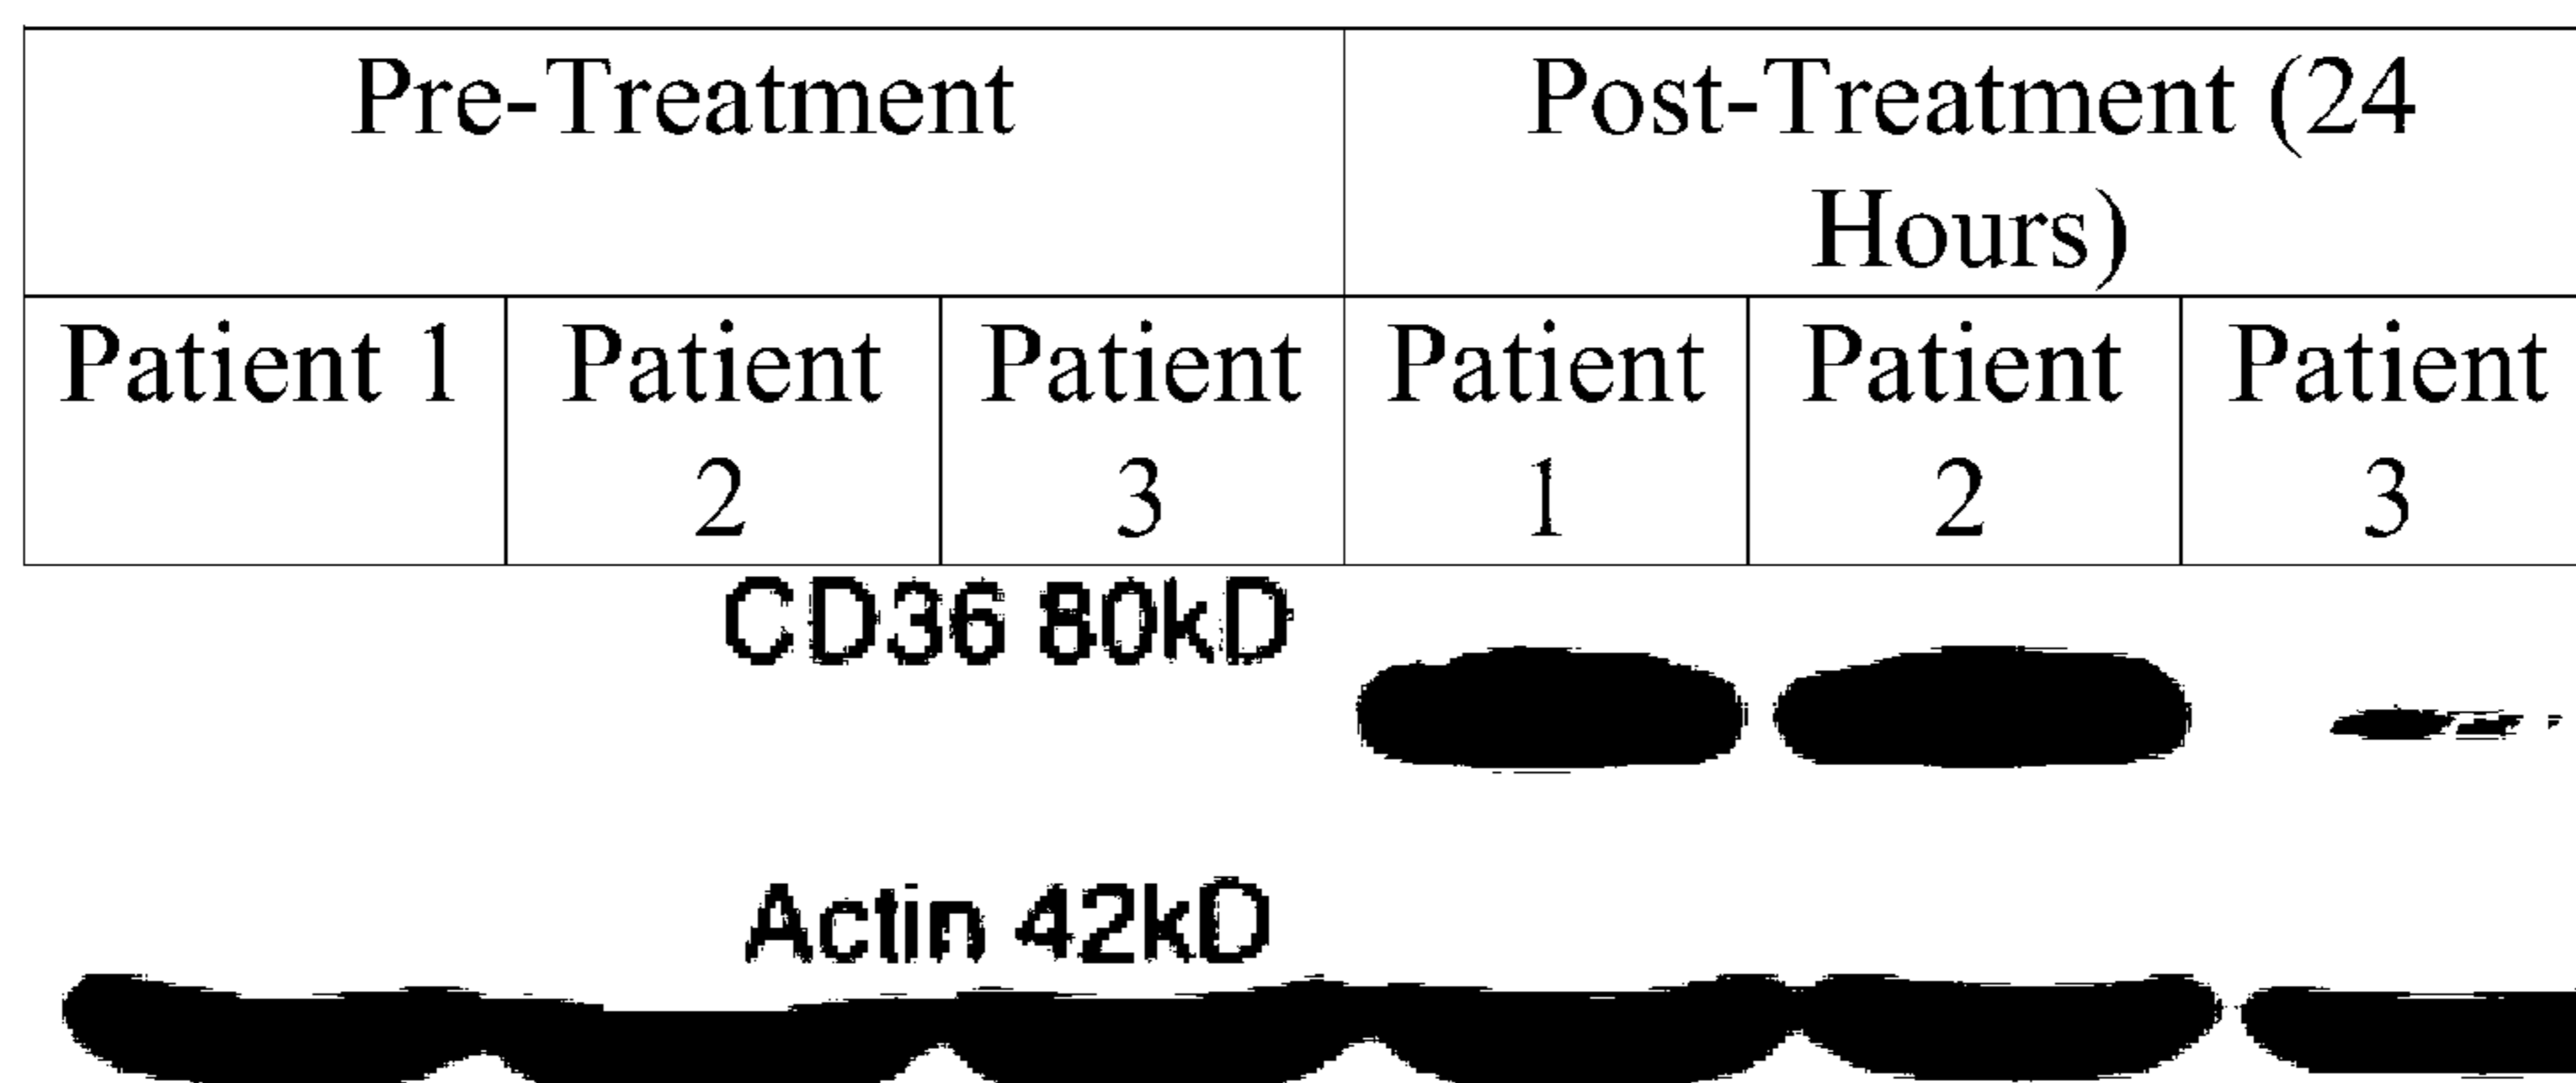 Pre-Treatment
Post-Treatment (24
Hours)
Patient 1
Patient
2
Patient
3
Patient
1
Patient
2
Patient
3
CD36 80kD
Actin 42kD